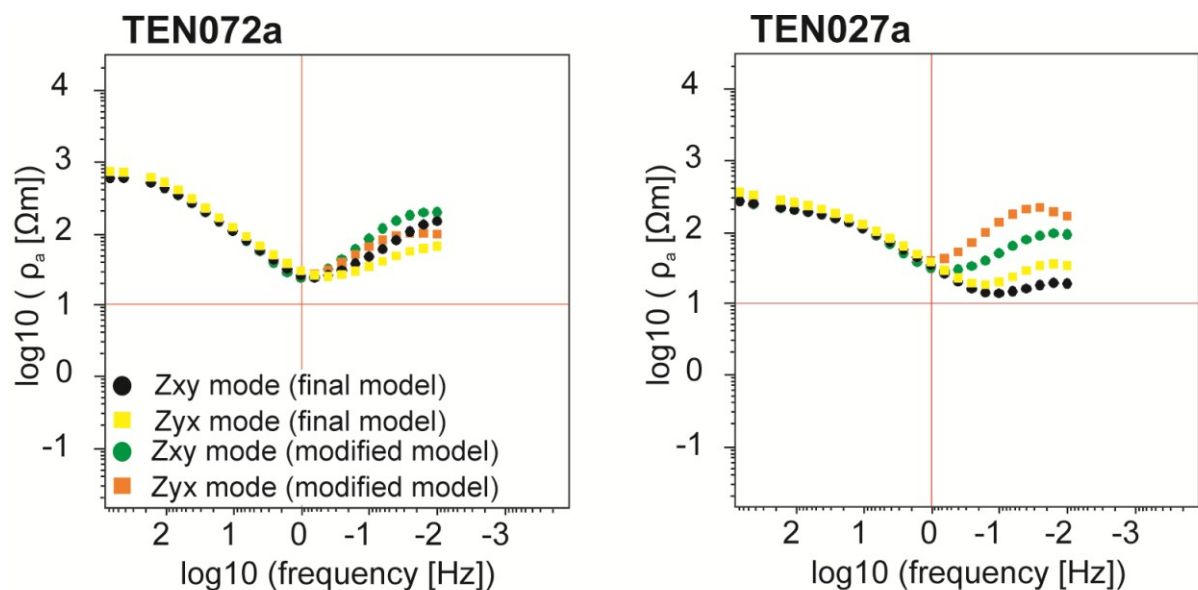 TEN072a
TEN027a
log10 ( ρa [Ωm])
4
3
2
1
0
-1
Zxy mode (final model)
Zyx mode (final model)
Zxy mode (modified model)
Zyx mode (modified model)
2 1 0 -1 -2 -3
log10 (frequency [Hz])
log10 ( ρa [Ωm])
4
3
2
1
0
-1
2 1 0 -1 -2 -3
log10 (frequency [Hz])